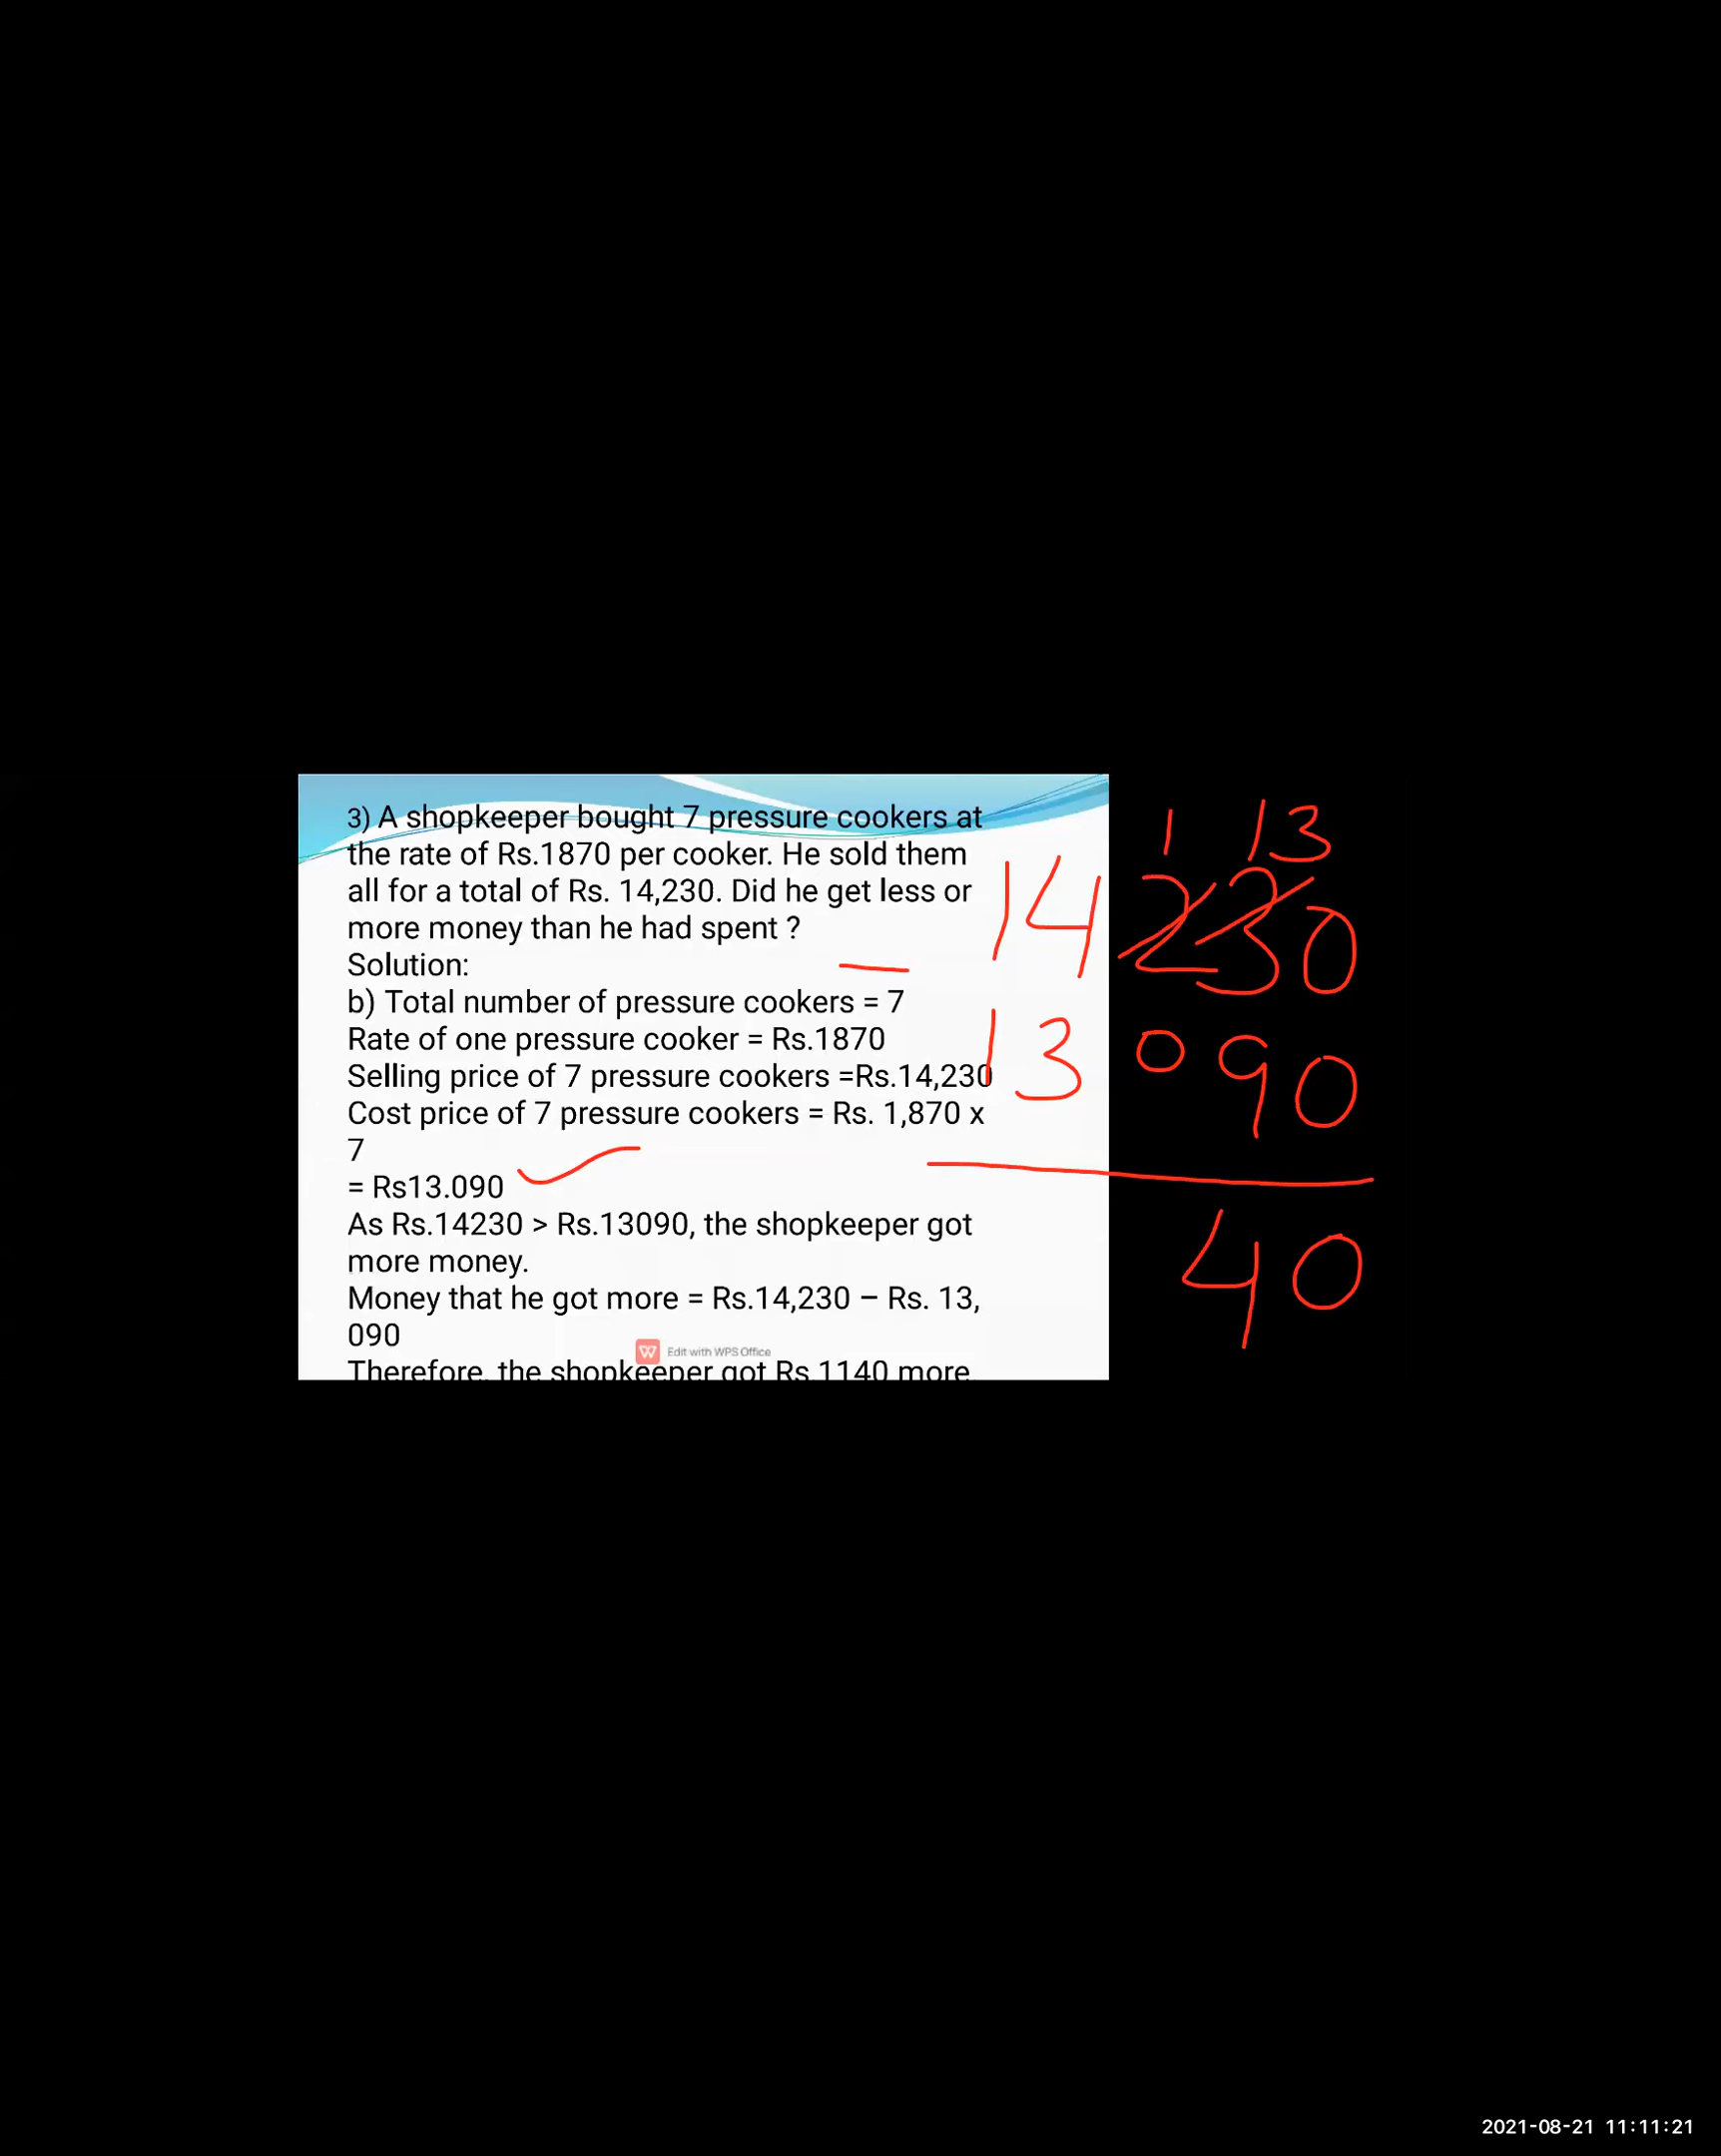 3) A shopkeeper bought 7 pressure cookers at
the rate of Rs.1870 per cooker. He sold them
all for a total of Rs. 14,230. Did he get less or
more money than he had spent ?
Solution:
b) Total number of pressure cookers = 7
Rate of one pressure cooker = Rs.1870
Selling price of 7 pressure cookers =Rs.14,230
Cost price of 7 pressure cookers = Rs. 1,870 x
7
= Rs13.090
As Rs.14230 > Rs.13090, the shopkeeper got
more money.
Money that he got more = Rs.14,230 – Rs. 13,
090
Edit with WPS Office
Therefore, the shopkeeper got Rs.1140 more
1 13
14230
13090
40
2021-08-21 11:11:21